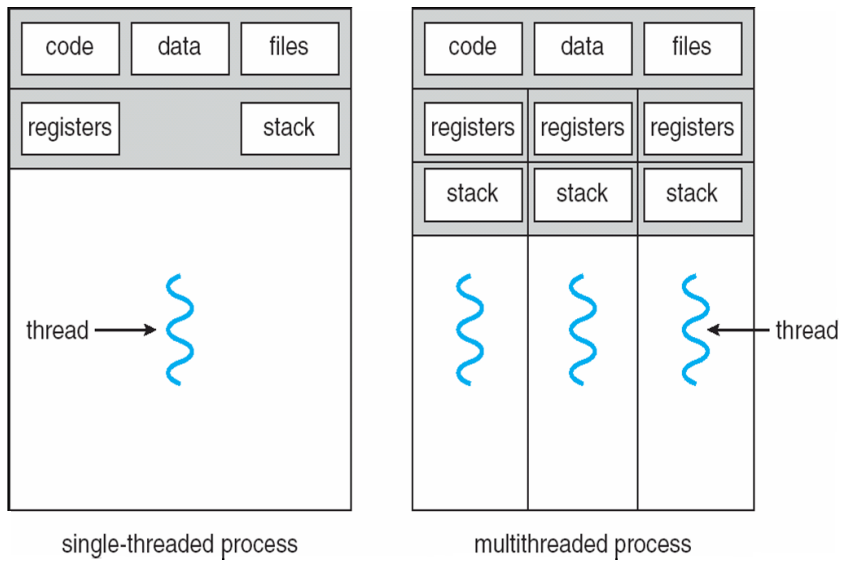 code data files
registers stack
thread
single-threaded process
code data files
registers registers registers
stack stack stack
thread
multithreaded process